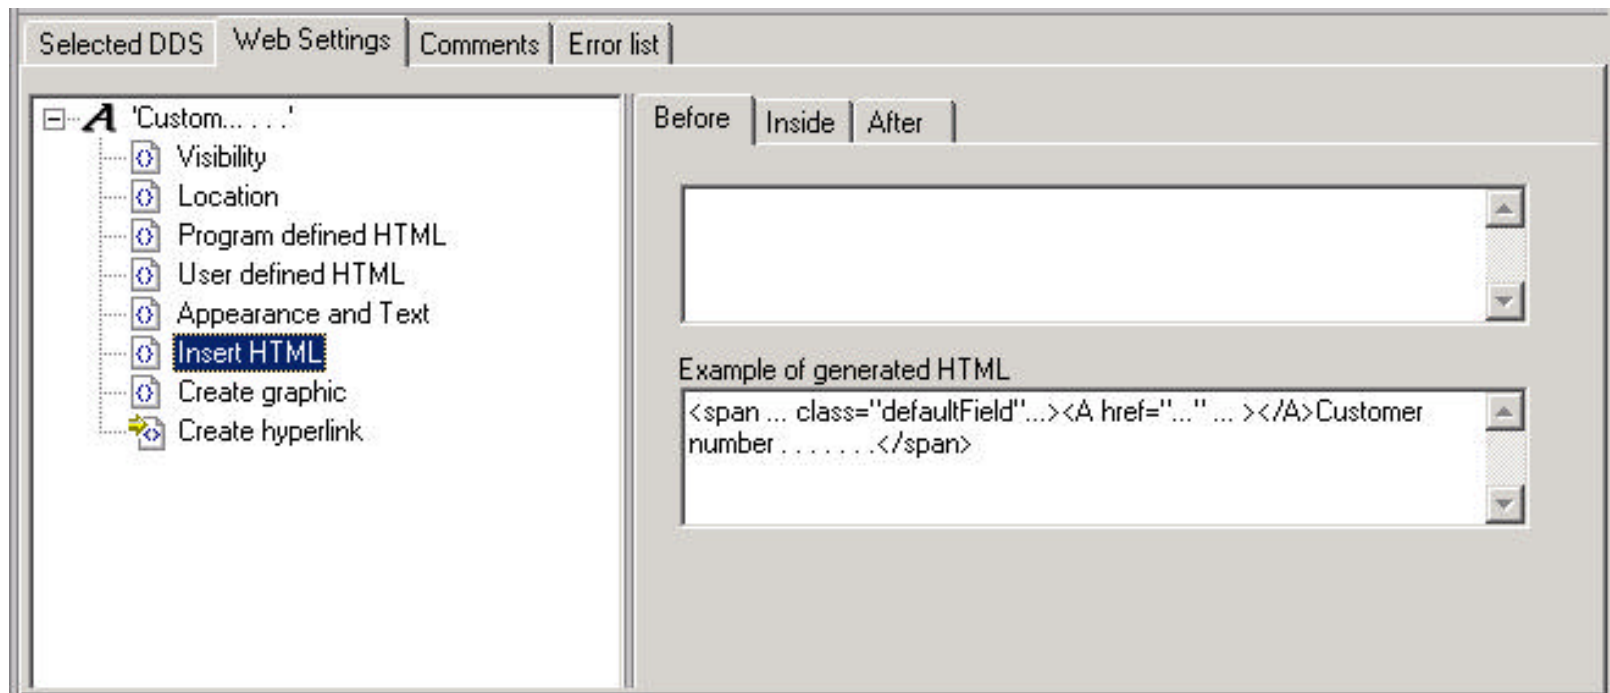 Selected DDS Web Settings Comments Error list
'Custom... . . .'
Visibility
Location
Program defined HTML
User defined HTML
Appearance and Text
Insert HTML
Create graphic
Create hyperlink
Before Inside After
Example of generated HTML
<span ... class="defaultField"...><A href="..." ... ></A>Customer
number . . . . . . .</span>